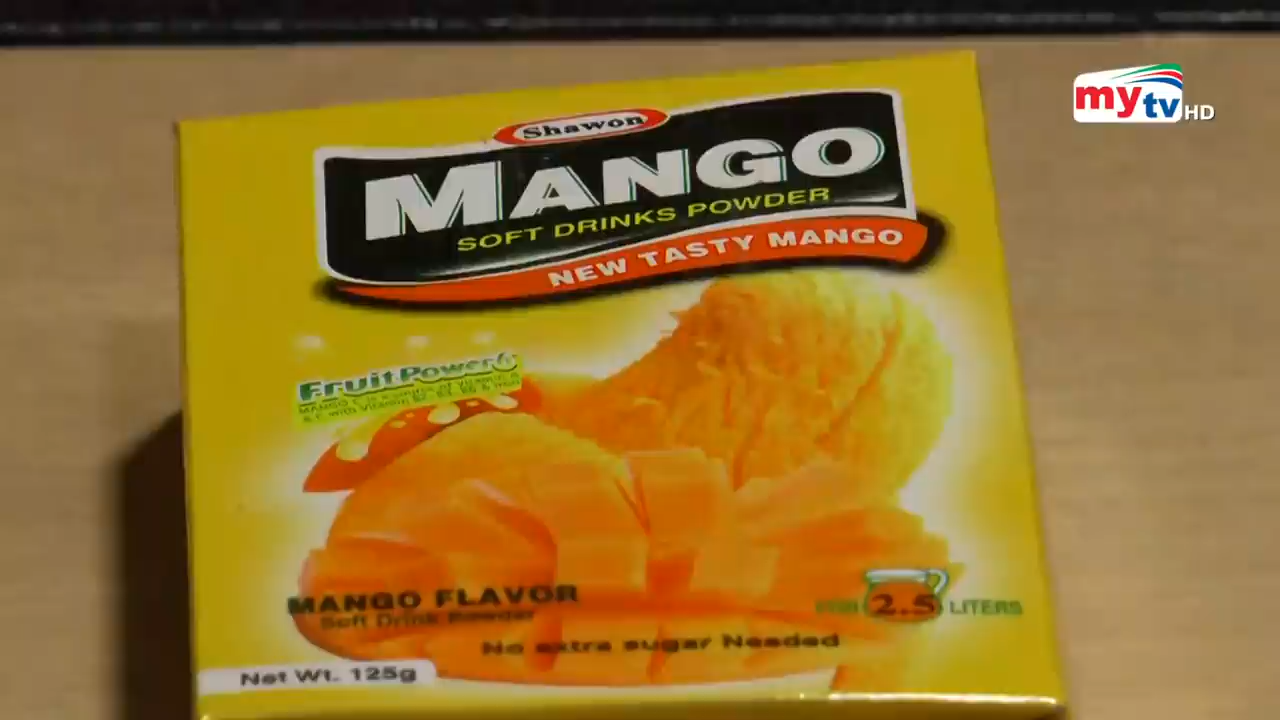 mytv HD
Shawon
MANGO
SOFT DRINKS POWDER
NEW TASTY MANGO
FruitPower6
MANGO FLAVOR
Soft Drink Powder
No extra sugar Needed
FOR 2.5 LITERS
Net Wt. 125g